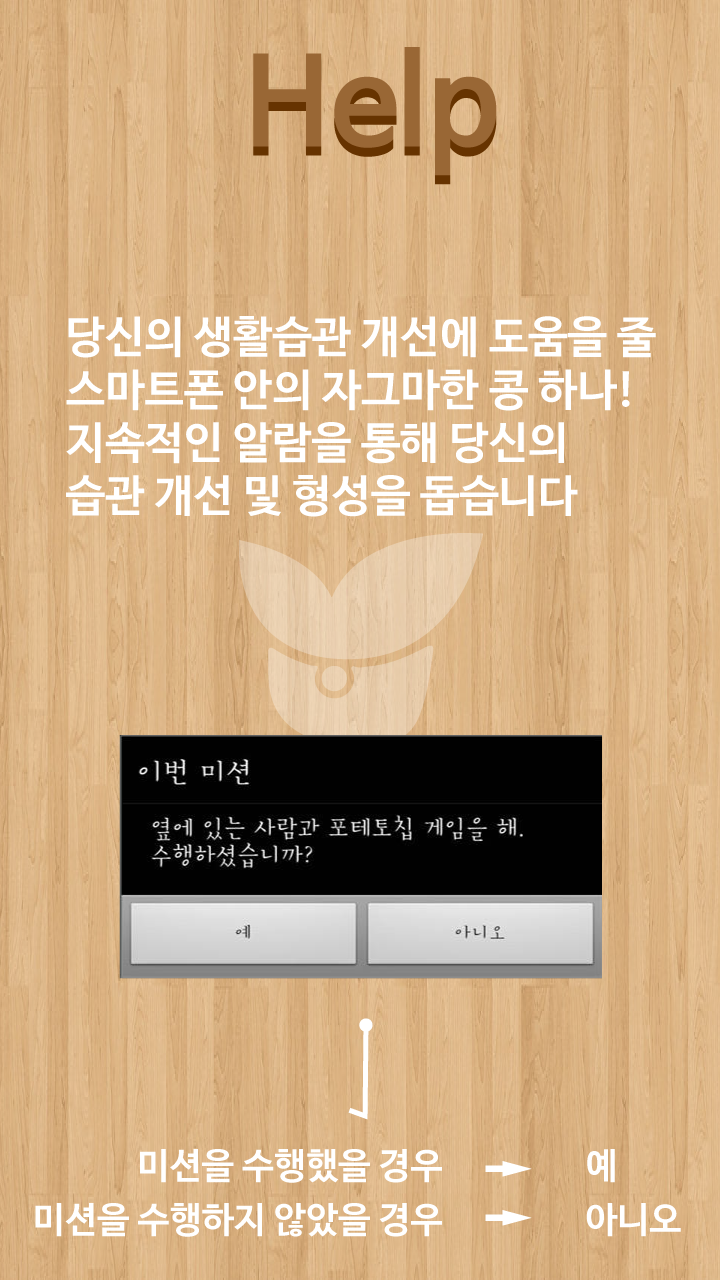 Help
당신의 생활습관 개선에 도움을 줄
스마트폰 안의 자그마한 콩 하나!
지속적인 알람을 통해 당신의
습관 개선 및 형성을 돕습니다
이번 미션
옆에 있는 사람과 포테토칩 게임을 해.
수행하셨습니까?
예 아니오
미션을 수행했을 경우 → 예
미션을 수행하지 않았을 경우 → 아니오